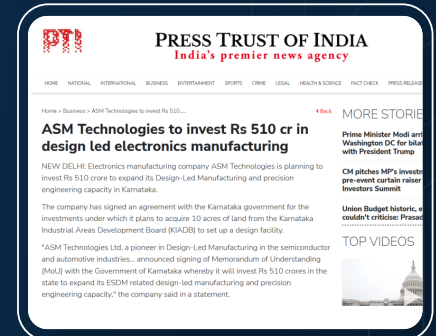 PTI
PRESS TRUST OF INDIA
India's premier news agency
HOME NATIONAL INTERNATIONAL BUSINESS ENTERTAINMENT SPORTS CRIME LEGAL HEALTH & SCIENCE FACT CHECK PRESS RELEASE
Home > Business > ASM Technologies to invest Rs 510.....
Back
ASM Technologies to invest Rs 510 cr in
design led electronics manufacturing
NEW DELHI: Electronics manufacturing company ASM Technologies is planning to
invest Rs 510 crore to expand its Design-Led Manufacturing and precision
engineering capacity in Karnataka.
The company has signed an agreement with the Karnataka government for the
investments under which it plans to acquire 10 acres of land from the Karnataka
Industrial Areas Development Board (KIADB) to set up a design facility.
"ASM Technologies Ltd, a pioneer in Design-Led Manufacturing in the semiconductor
and automotive industries... announced signing of Memorandum of Understanding
(MoU) with the Government of Karnataka whereby it will invest Rs 510 crores in the
state to expand its ESDM related design-led manufacturing and precision
engineering capacity," the company said in a statement.
MORE STORIE
Prime Minister Modi arri
Washington DC for bilat
with President Trump
CM pitches MP's invest
pre-event curtain raiser
Investors Summit
Union Budget historic, e
couldn't criticise: Prasad
TOP VIDEOS